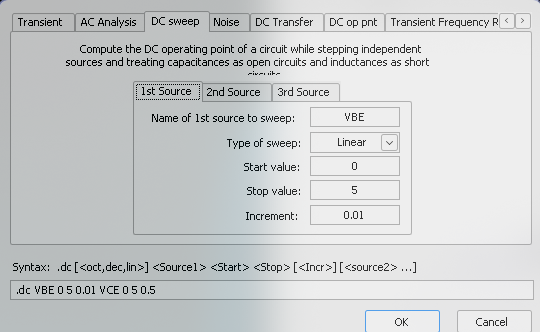 Transient AC Analysis DC sweep Noise DC Transfer DC op pnt Transient Frequency R
Compute the DC operating point of a circuit while stepping independent
sources and treating capacitances as open circuits and inductances as short
circuits
1st Source 2nd Source 3rd Source
Name of 1st source to sweep: VBE
Type of sweep: Linear
Start value: 0
Stop value: 5
Increment: 0.01
Syntax: .dc [<oct,dec,lin>] <Source1> <Start> <Stop> [<Incr>] [<source2> ...]
.dc VBE 0 5 0.01 VCE 0 5 0.5
OK Cancel